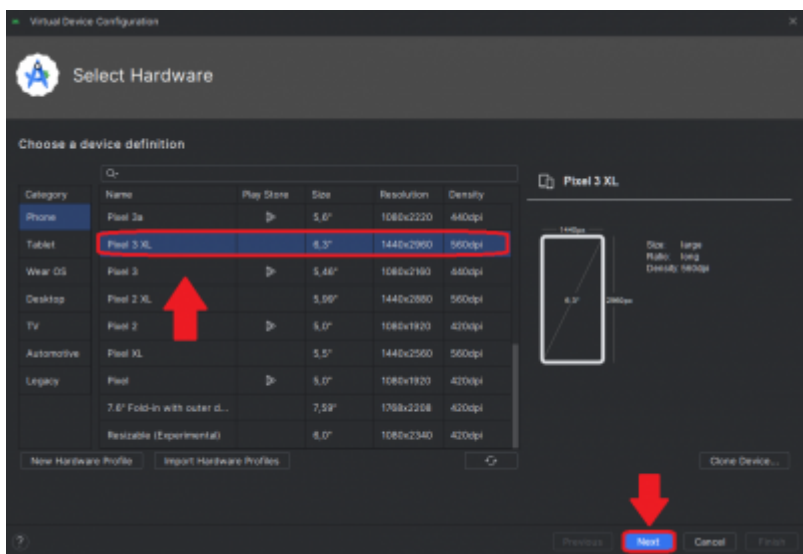 Virtual Device Configuration
Select Hardware
Choose a device definition
Category Name Play Store Size Resolution Density
Phone Pixel 3a 5,6" 1080x2220 440dpi
Tablet Pixel 3 XL 6,3" 1440x2960 560dpi
Wear OS Pixel 3 5,46" 1080x2160 440dpi
Desktop Pixel 2 XL 5,99" 1440x2880 560dpi
TV Pixel 2 5,0" 1080x1920 420dpi
Automotive Pixel XL 5,5" 1440x2560 560dpi
Legacy Pixel 5,0" 1080x1920 420dpi
7.6" Fold-in with outer d... 7,59" 1768x2208 420dpi
Resizable (Experimental) 6,0" 1080x2340 420dpi
New Hardware Profile Import Hardware Profiles
Pixel 3 XL
1440px
6,3" 2960px
Size: large
Ratio: long
Density: 560dpi
Clone Device...
? Previous Next Cancel Finish